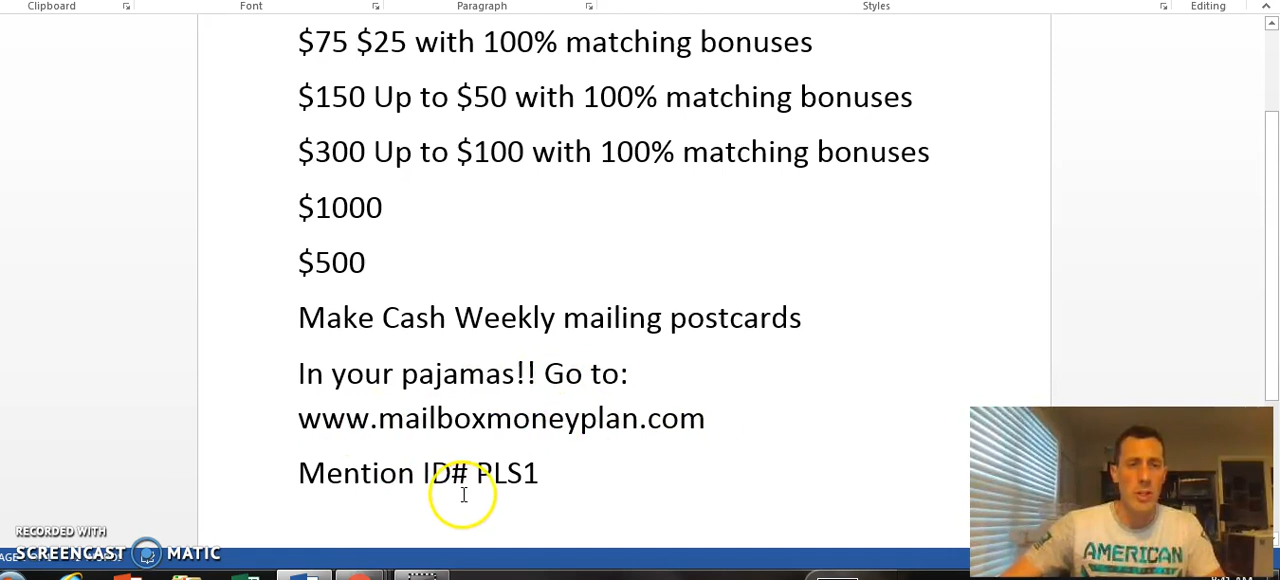 Clipboard Font Paragraph Styles Editing
$75 $25 with 100% matching bonuses
$150 Up to $50 with 100% matching bonuses
$300 Up to $100 with 100% matching bonuses
$1000
$500
Make Cash Weekly mailing postcards
In your pajamas!! Go to:
www.mailboxmoneyplan.com
Mention ID# PLS1
RECORDED WITH
SCREENCAST MATIC
AMERICAN